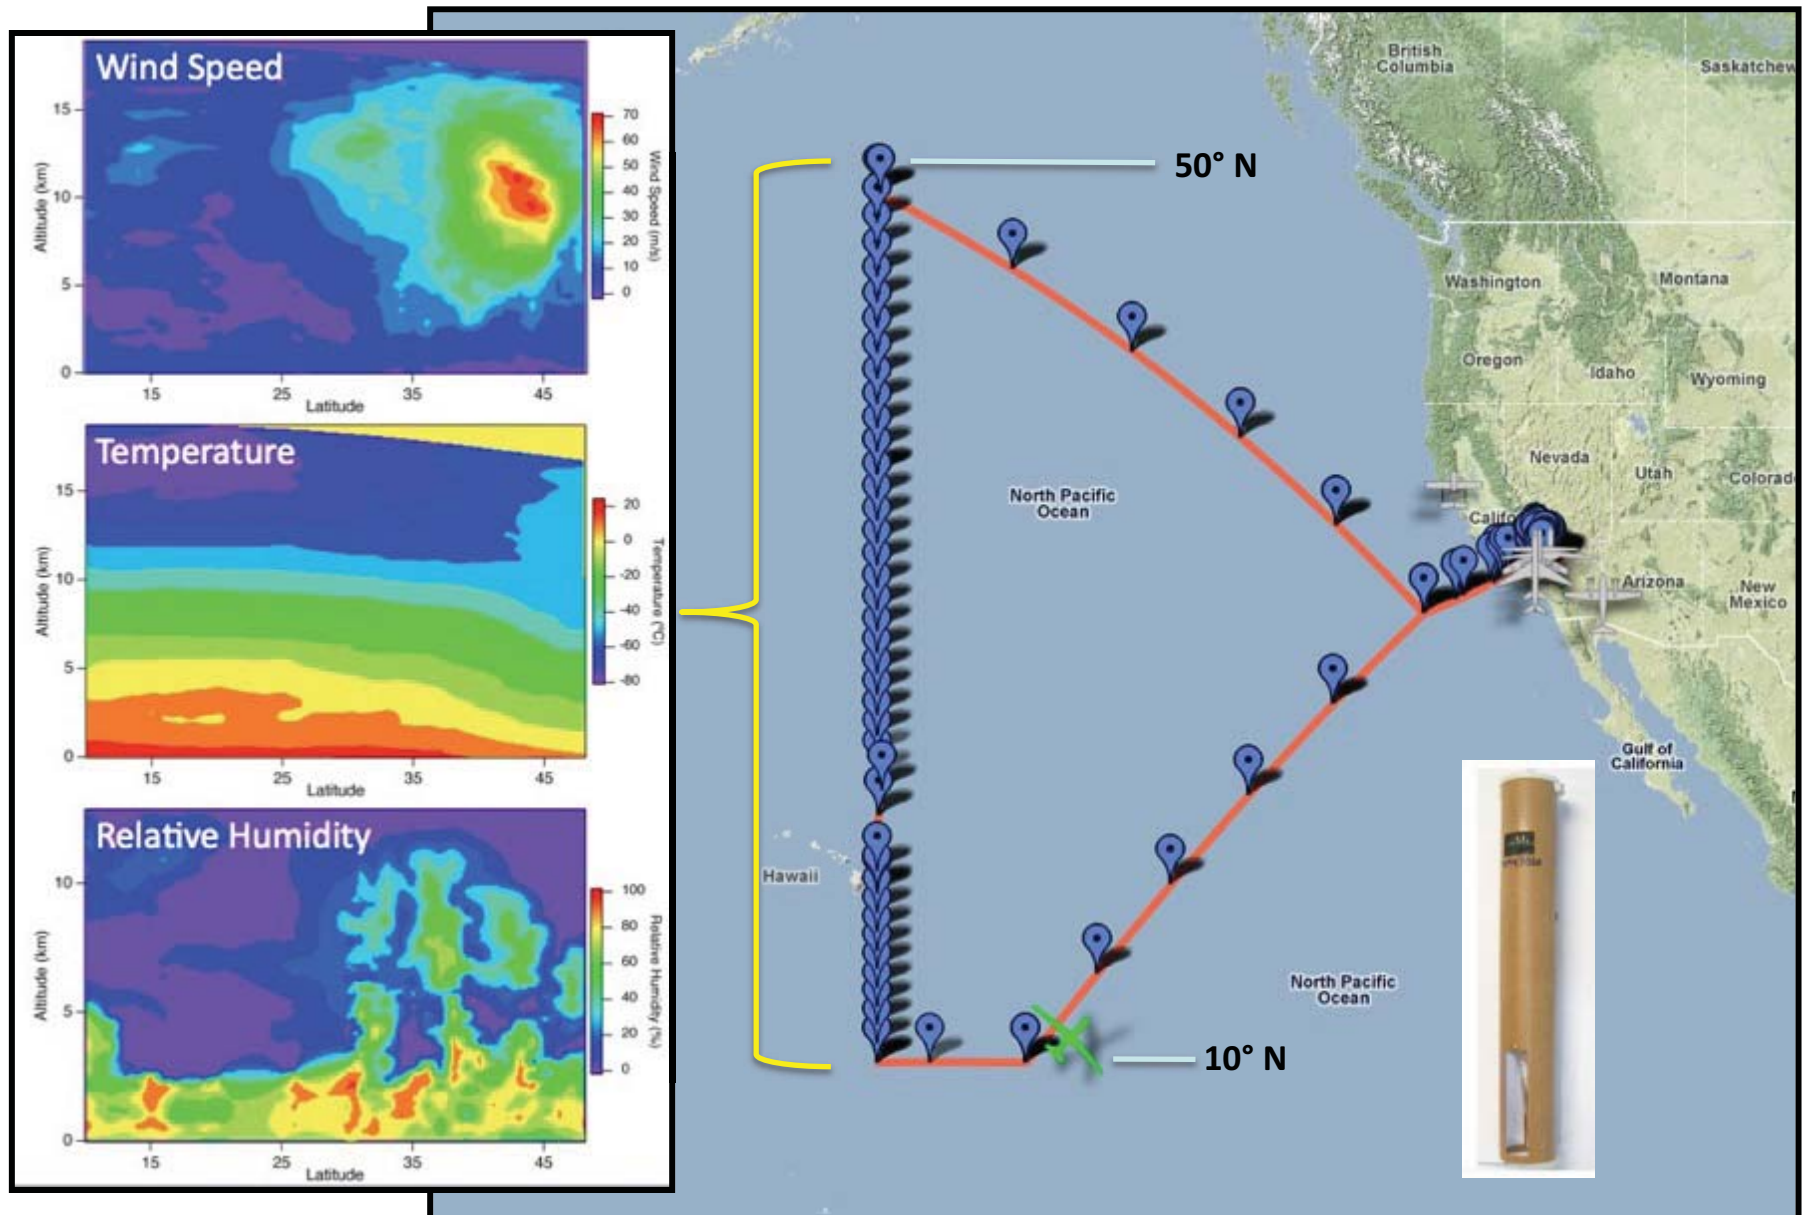 Wind Speed
Altitude (km)
15
10
5
0
15
25
35
45
Latitude
70
60
50
40
30
20
10
0
Wind Speed (m/s)
Temperature
Altitude (km)
15
10
5
0
15
25
35
45
Latitude
20
0
-20
-40
-60
-80
Temperature (°C)
Relative Humidity
Altitude (km)
10
5
0
15
25
35
45
Latitude
100
80
60
40
20
0
Relative Humidity (%)
50° N
10° N
British
Columbia
Saskatchew
Washington
Montana
Oregon
Idaho
Wyoming
Nevada
Utah
Colorad
Califo
Arizona
New
Mexico
North Pacific
Ocean
Hawaii
Gulf of
California
North Pacific
Ocean